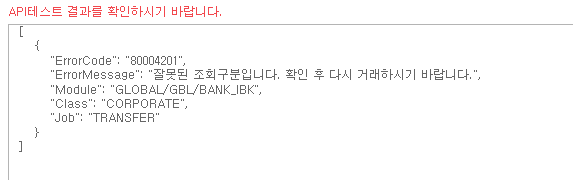 API테스트 결과를 확인하시기 바랍니다.
[
{
"ErrorCode": "80004201",
"ErrorMessage": "잘못된 조회구분입니다. 확인 후 다시 거래하시기 바랍니다.",
"Module": "GLOBAL/GBL/BANK_IBK",
"Class": "CORPORATE",
"Job": "TRANSFER"
}
]